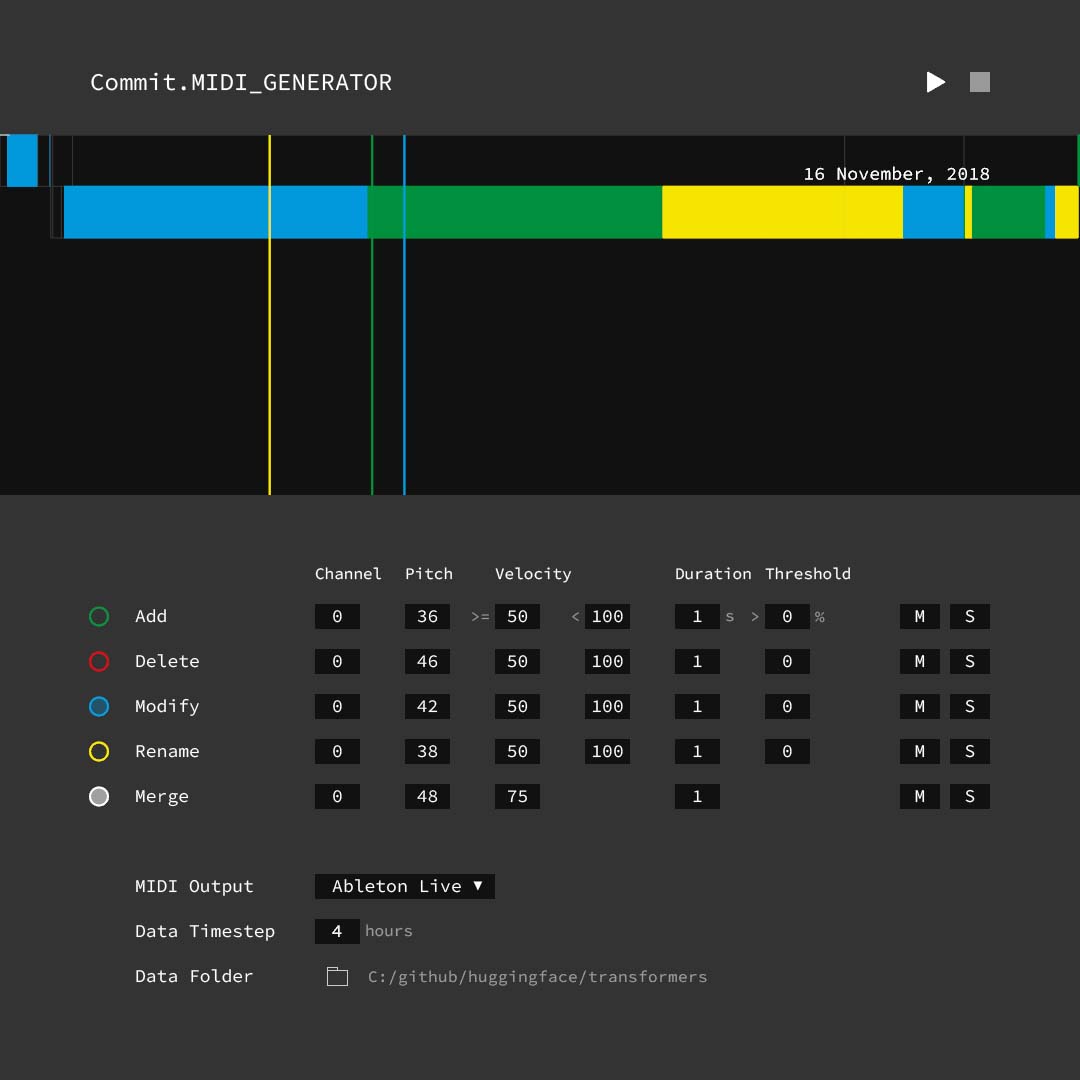 Commit.MIDI_GENERATOR
16 November, 2018
Channel Pitch Velocity Duration Threshold
Add 0 36 >= 50 < 100 1 s > 0 % M S
Delete 0 46 50 100 1 0 M S
Modify 0 42 50 100 1 0 M S
Rename 0 38 50 100 1 0 M S
Merge 0 48 75 1 M S
MIDI Output Ableton Live ▼
Data Timestep 4 hours
Data Folder C:/github/huggingface/transformers